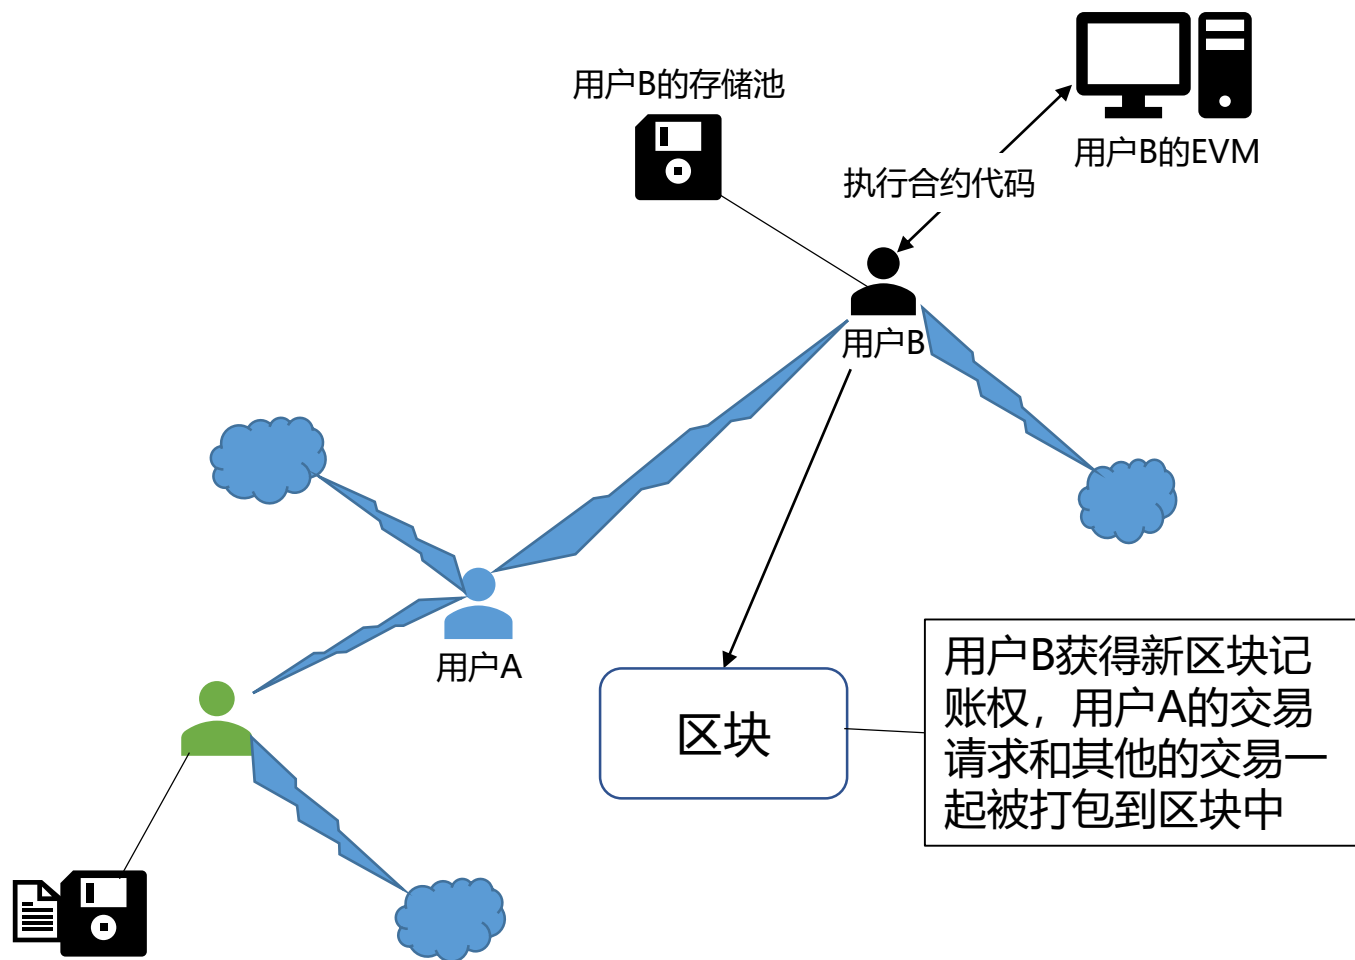 用户B的存储池
用户B的EVM
执行合约代码
用户B
用户A
区块
用户B获得新区块记
账权，用户A的交易
请求和其他的交易一
起被打包到区块中